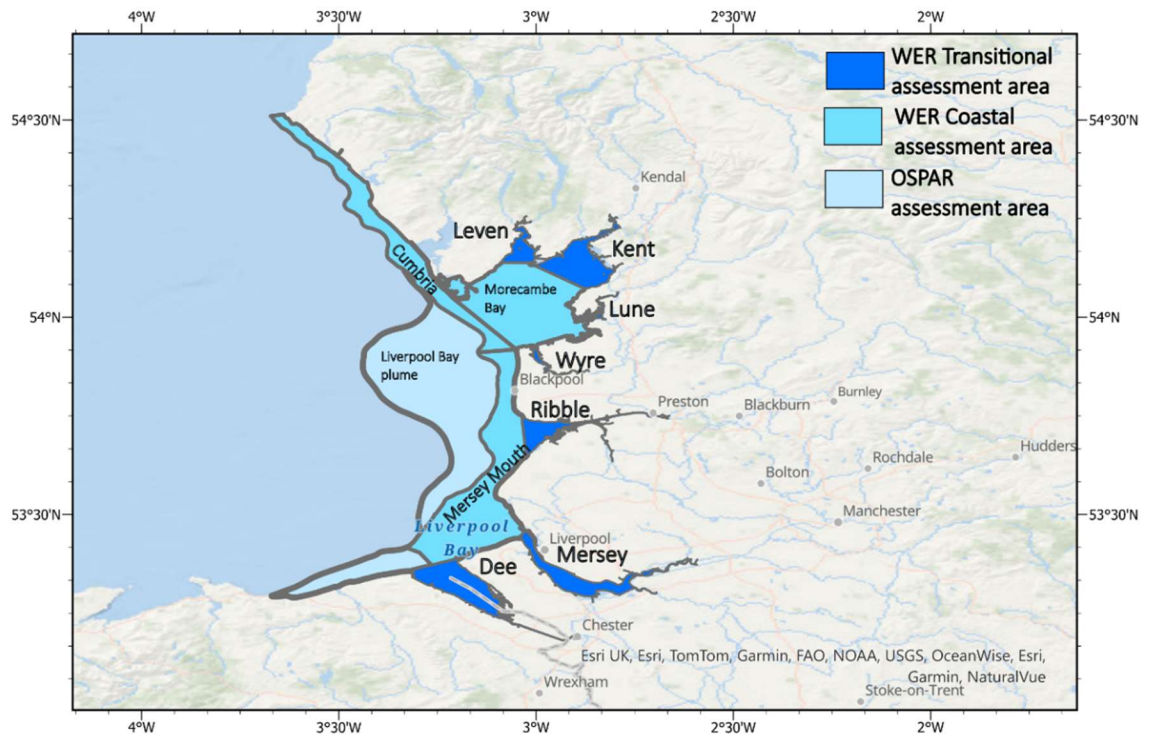 4°W 3°30'W 3°W 2°30'W 2°W
WER Transitional
assessment area
WER Coastal
assessment area
OSPAR
assessment area
54°30'N 54°30'N
Kendal
Leven
Kent
Cumbria
Morecambe
Bay
Lune
54°N 54°N
Liverpool Bay
plume
Wyre
Blackpool
Ribble
Preston
Blackburn
Burnley
Mersey Mouth
Hudders
Rochdale
Bolton
Manchester
53°30'N 53°30'N
Liverpool
Bay
Liverpool
Mersey
Dee
Chester
Esri UK, Esri, TomTom, Garmin, FAO, NOAA, USGS, OceanWise, Esri,
Garmin, NaturalVue
Wrexham
Stoke-on-Trent
4°W 3°30'W 3°W 2°30'W 2°W